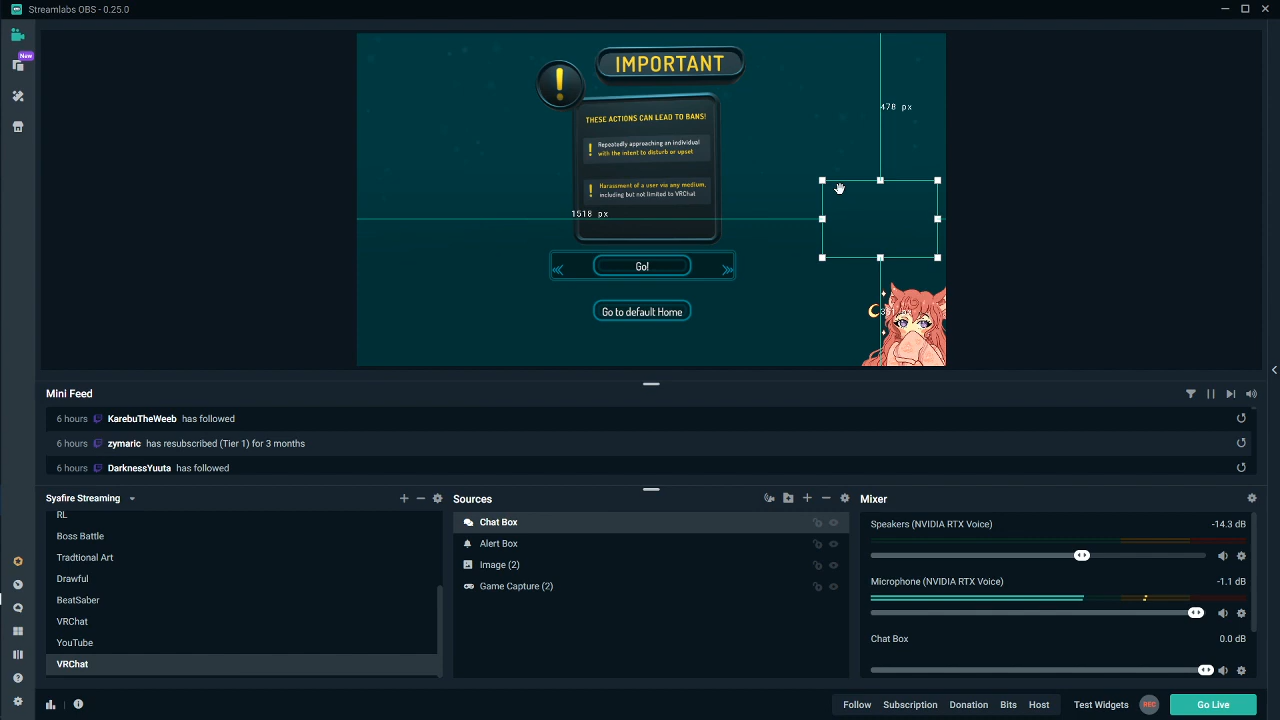 Streamlabs OBS - 0.25.0
New
IMPORTANT
!
THESE ACTIONS CAN LEAD TO BANS!
! Repeatedly approaching an individual
with the intent to disturb or upset
! Harassment of a user via any medium,
including but not limited to VRChat
478 px
1518 px
Go!
Go to default Home
Mini Feed
6 hours KarebuTheWeeb has followed
6 hours zymaric has resubscribed (Tier 1) for 3 months
6 hours DarknessYuuta has followed
Syafire Streaming
RL
Boss Battle
Tradtional Art
Drawful
BeatSaber
VRChat
YouTube
VRChat
Sources
Chat Box
Alert Box
Image (2)
Game Capture (2)
Mixer
Speakers (NVIDIA RTX Voice) -14.3 dB
Microphone (NVIDIA RTX Voice) -1.1 dB
Chat Box 0.0 dB
Follow Subscription Donation Bits Host Test Widgets REC Go Live